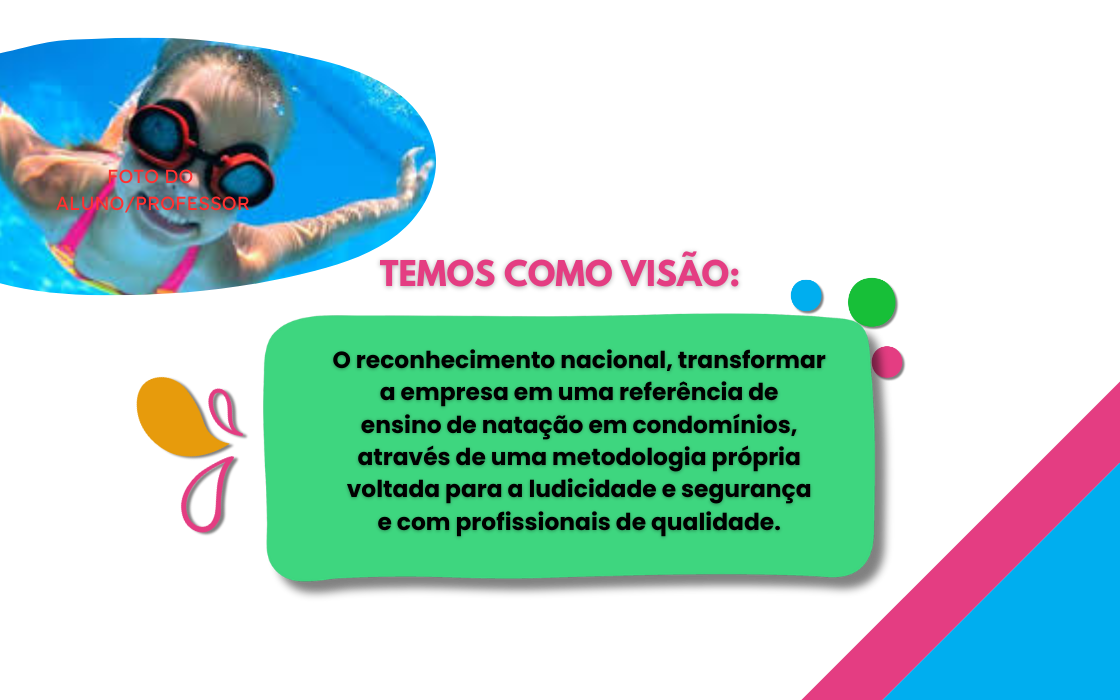 FOTO DO
ALUNO/PROFESSOR
TEMOS COMO VISÃO:
O reconhecimento nacional, transformar
a empresa em uma referência de
ensino de natação em condomínios,
através de uma metodologia própria
voltada para a ludicidade e segurança
e com profissionais de qualidade.